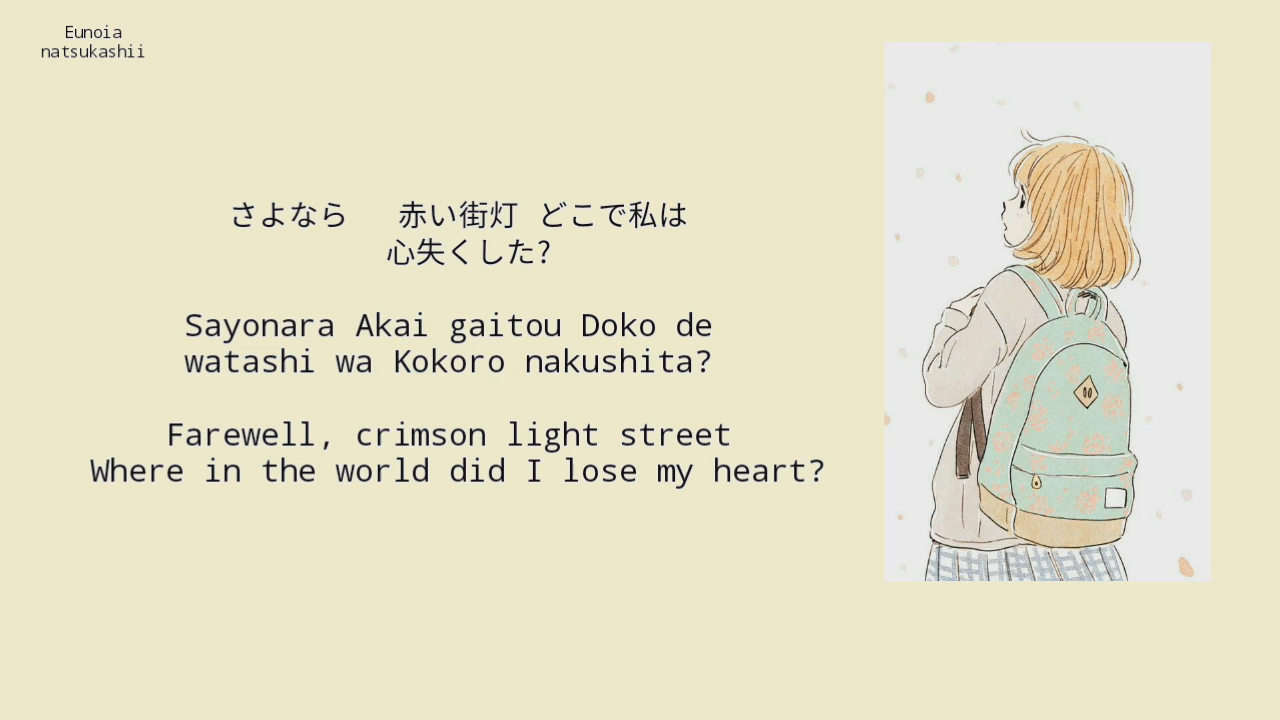 Eunoia
natsukashii
さよなら 赤い街灯 どこで私は
心失くした?
Sayonara Akai gaitou Doko de
watashi wa Kokoro nakushita?
Farewell, crimson light street
Where in the world did I lose my heart?